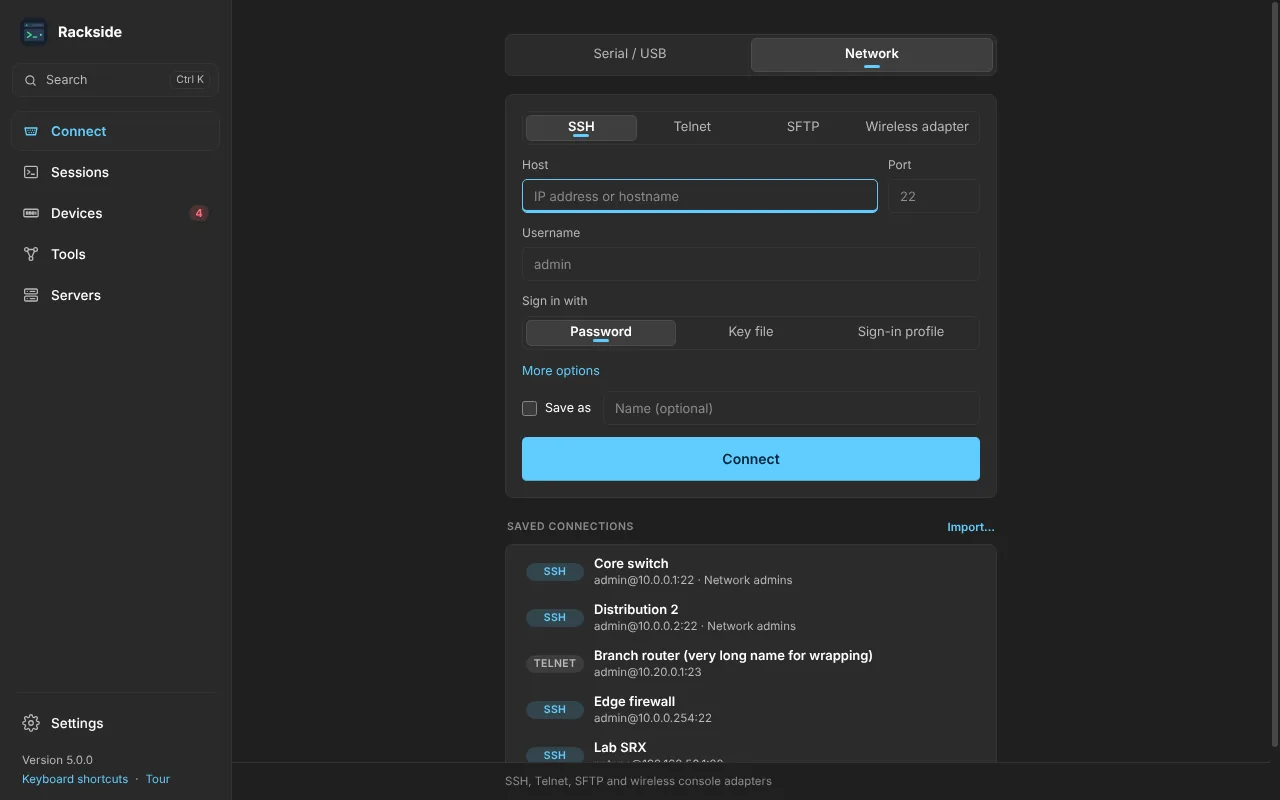 Rackside
Search Ctrl K
Connect
Sessions
Devices 4
Tools
Servers
Settings
Version 5.0.0
Keyboard shortcuts · Tour
Serial / USB Network
SSH Telnet SFTP Wireless adapter
Host Port
IP address or hostname 22
Username
admin
Sign in with
Password Key file Sign-in profile
More options
Save as Name (optional)
Connect
SAVED CONNECTIONS Import...
SSH Core switch
admin@10.0.0.1:22 · Network admins
SSH Distribution 2
admin@10.0.0.2:22 · Network admins
TELNET Branch router (very long name for wrapping)
admin@10.20.0.1:23
SSH Edge firewall
admin@10.0.0.254:22
SSH Lab SRX
SSH, Telnet, SFTP and wireless console adapters